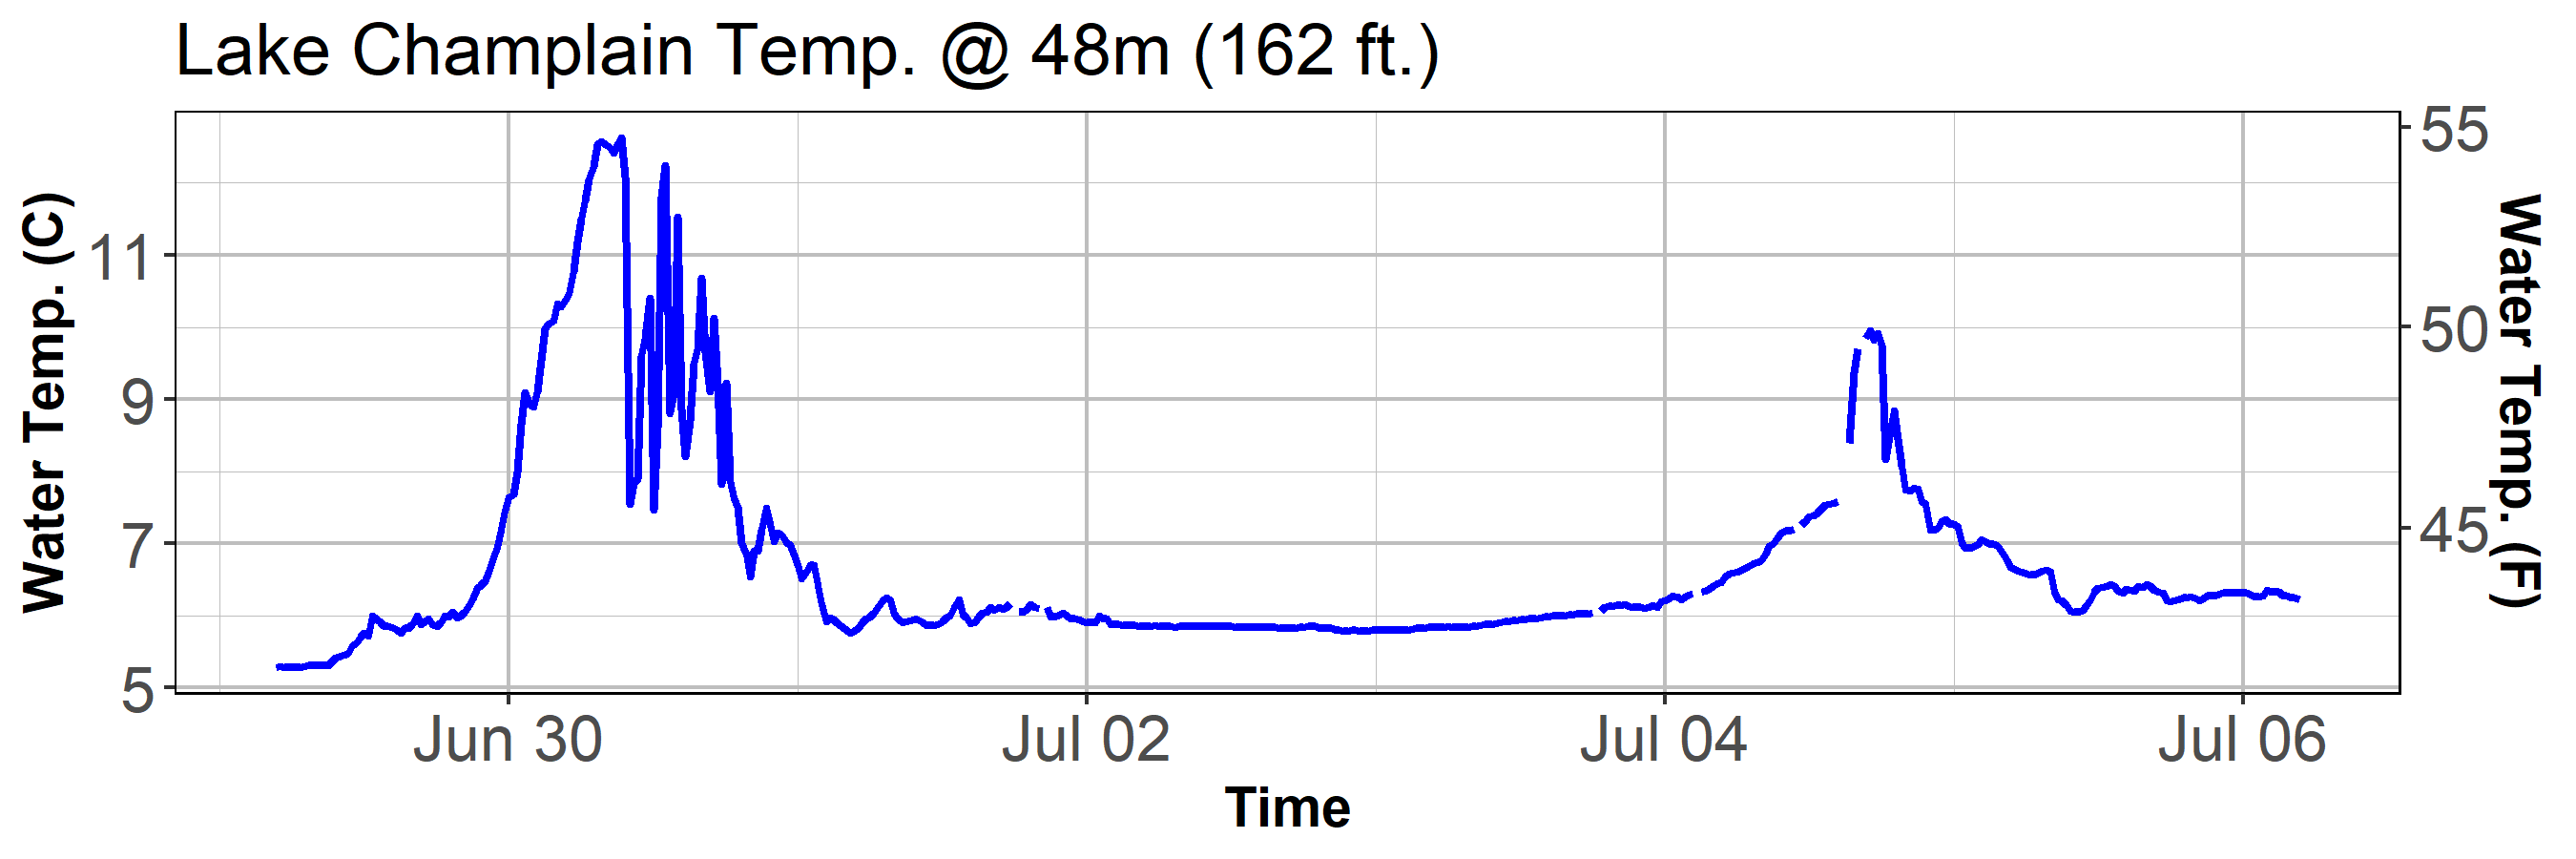 Lake Champlain Temp. @ 48m (162 ft.)
Water Temp. (C)
11
9
7
5
55
50
45
Water Temp. (F)
Jun 30
Jul 02
Jul 04
Jul 06
Time